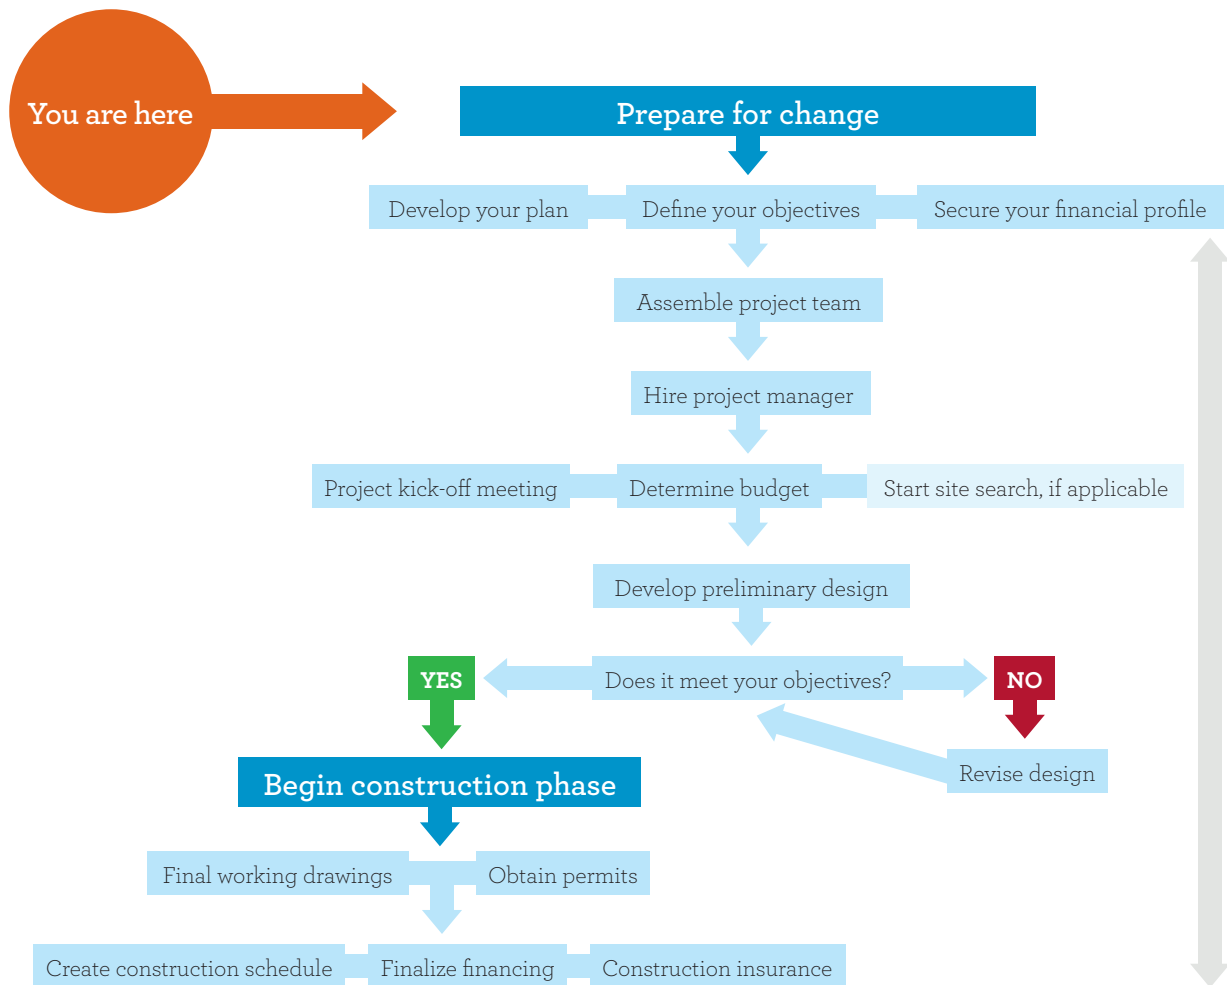 You are here
Prepare for change
Develop your plan
Define your objectives
Secure your financial profile
Assemble project team
Hire project manager
Project kick-off meeting
Determine budget
Start site search, if applicable
Develop preliminary design
YES
Does it meet your objectives?
NO
Begin construction phase
Revise design
Final working drawings
Obtain permits
Create construction schedule
Finalize financing
Construction insurance